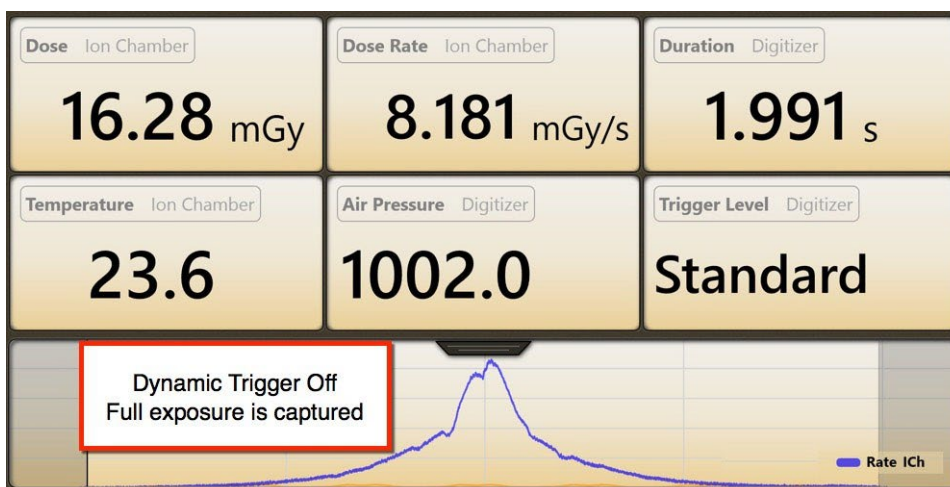 Dose Ion Chamber
16.28 mGy
Dose Rate Ion Chamber
8.181 mGy/s
Duration Digitizer
1.991 s
Temperature Ion Chamber
23.6
Air Pressure Digitizer
1002.0
Trigger Level Digitizer
Standard
Dynamic Trigger Off
Full exposure is captured
Rate ICh